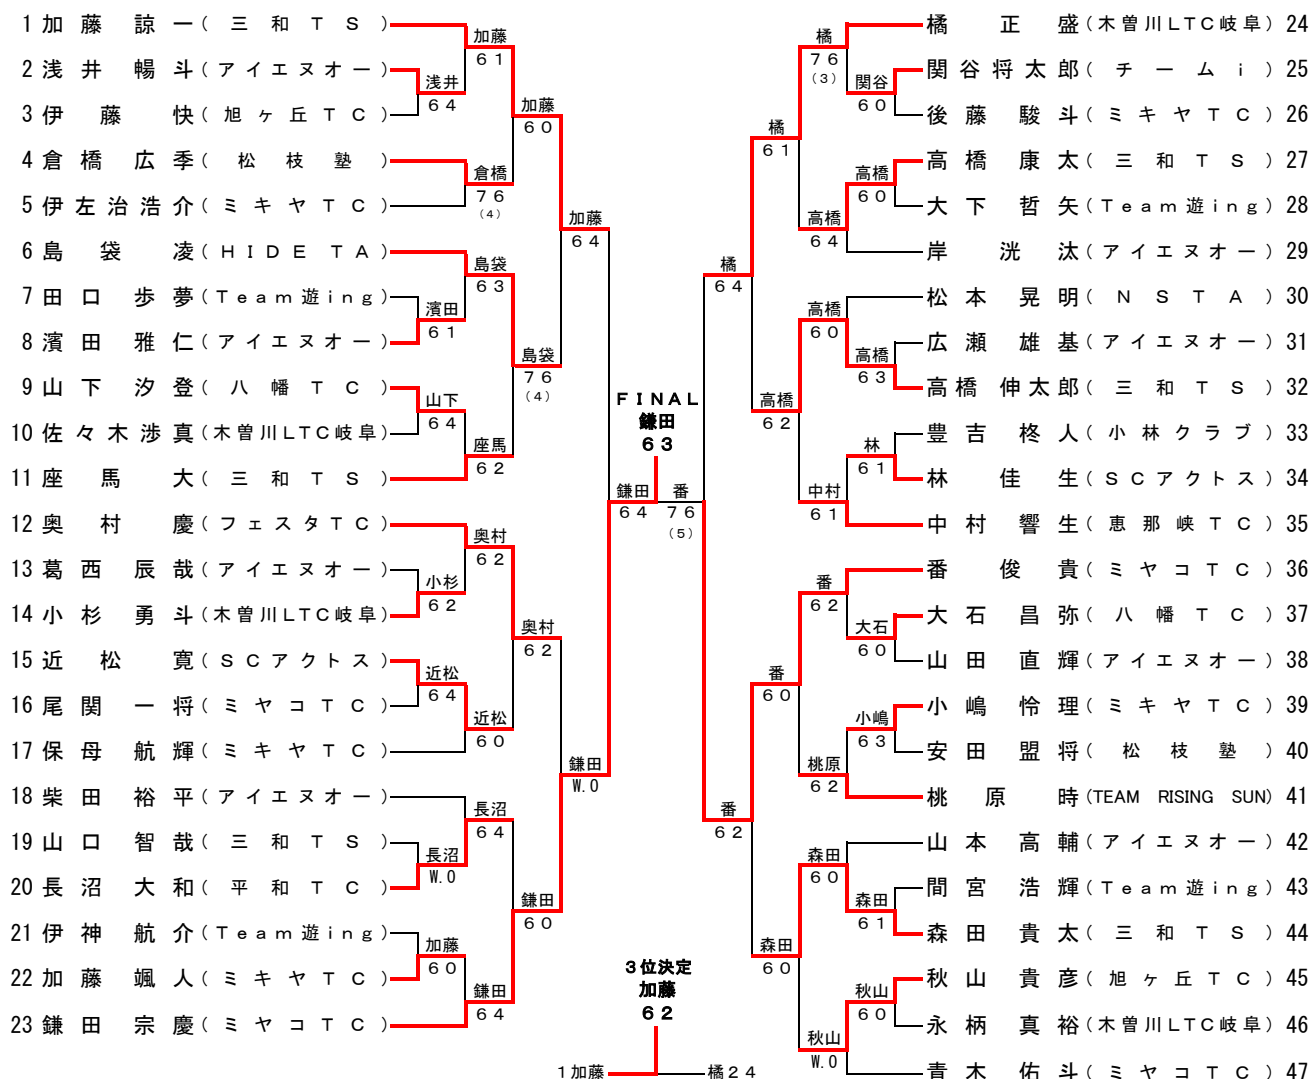 1 加藤 諒一 (三和TS)
2 浅井 暢斗 (アイエヌオー)
3 伊藤 快 (旭ヶ丘TC)
4 倉橋 広季 (松枝塾)
5 伊左治浩介 (ミキヤTC)
6 島袋 凌 (HIDE TA)
7 田口 歩夢 (Team遊ing)
8 濱田 雅仁 (アイエヌオー)
9 山下 汐登 (八幡TC)
10 佐々木渉真 (木曽川LTC岐阜)
11 座馬 大 (三和TS)
12 奥村 慶 (フェスタTC)
13 葛西 辰哉 (アイエヌオー)
14 小杉 勇斗 (木曽川LTC岐阜)
15 近松 寛 (SCアクトス)
16 尾関 一将 (ミヤコTC)
17 保母 航輝 (ミキヤTC)
18 柴田 裕平 (アイエヌオー)
19 山口 智哉 (三和TS)
20 長沼 大和 (平和TC)
21 伊神 航介 (Team遊ing)
22 加藤 颯人 (ミキヤTC)
23 鎌田 宗慶 (ミヤコTC)
浅井
64
濱田
61
山下
64
小杉
62
近松
64
長沼
W.O
加藤
60
加藤
61
倉橋
76
(4)
島袋
63
座馬
62
奥村
62
近松
60
長沼
64
鎌田
64
加藤
60
島袋
76
(4)
奥村
62
鎌田
60
加藤
64
鎌田
W.O
鎌田
64
FINAL
鎌田
63
番
76
(5)
3位決定
加藤
62
1加藤
橘24
橘
64
番
62
橘
61
高橋
62
番
60
森田
60
橘
76
(3)
高橋
64
高橋
60
中村
61
番
62
桃原
62
森田
60
秋山
W.O
関谷
60
高橋
60
高橋
63
林
61
大石
60
小嶋
63
森田
61
秋山
60
橘 正盛 (木曽川LTC岐阜) 24
関谷将太郎 (チームi) 25
後藤 駿斗 (ミキヤTC) 26
高橋 康太 (三和TS) 27
大下 哲矢 (Team遊ing) 28
岸 洸汰 (アイエヌオー) 29
松本 晃明 (NSTA) 30
広瀬 雄基 (アイエヌオー) 31
高橋 伸太郎 (三和TS) 32
豊吉 柊人 (小林クラブ) 33
林 佳生 (SCアクトス) 34
中村 響生 (恵那峡TC) 35
番 俊貴 (ミヤコTC) 36
大石 昌弥 (八幡TC) 37
山田 直輝 (アイエヌオー) 38
小嶋 怜理 (ミキヤTC) 39
安田 盟将 (松枝塾) 40
桃原 時 (TEAM RISING SUN) 41
山本 高輔 (アイエヌオー) 42
間宮 浩輝 (Team遊ing) 43
森田 貴太 (三和TS) 44
秋山 貴彦 (旭ヶ丘TC) 45
永柄 真裕 (木曽川LTC岐阜) 46
青木 佑斗 (ミヤコTC) 47